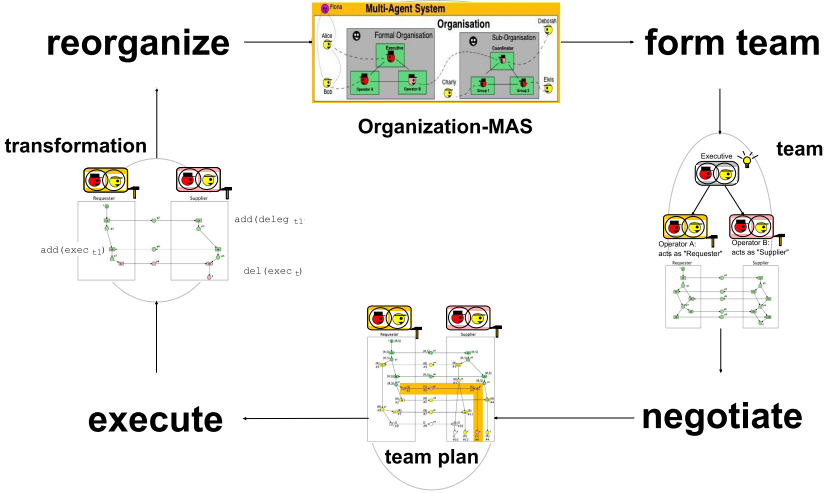 Fiona
Multi-Agent System
Organisation
Deborah
Alice
Formal Organisation
Executive
Operator A
Operator B
Bob
Sub-Organisation
Coordinator
Group 1
Group 2
Charly
Elvis
reorganize
form team
Organization-MAS
transformation
team
Requester
Supplier
add(deleg t1
add(exec t1)
del(exec t)
Executive
Operator A:
acts as "Requester"
Operator B:
acts as "Supplier"
Requester
Supplier
Requester
Supplier
execute
negotiate
team plan